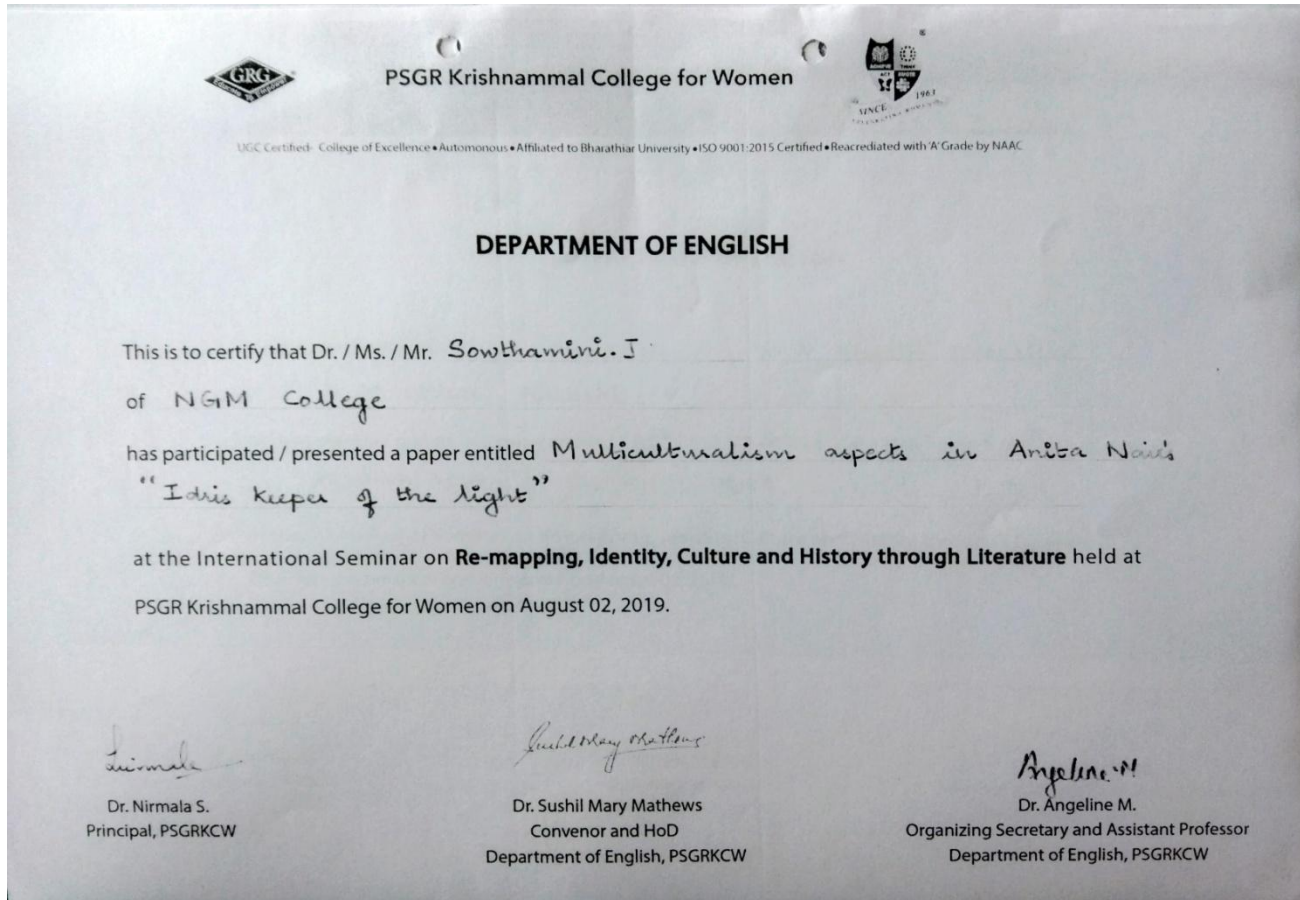 GRG
PSGR Krishnammal College for Women
SINCE 1963
UGC Certified- College of Excellence • Automonous • Affiliated to Bharathiar University • ISO 9001:2015 Certified • Reacrediated with 'A' Grade by NAAC
DEPARTMENT OF ENGLISH
This is to certify that Dr. / Ms. / Mr. Sowthamini. J
of NGM College
has participated / presented a paper entitled Multiculturalism aspects in Anita Nair's
"Idris Keeper of the light"
at the International Seminar on Re-mapping, Identity, Culture and History through Literature held at
PSGR Krishnammal College for Women on August 02, 2019.
Nirmala
Sushil Mary Mathews
Angeline. M
Dr. Nirmala S.
Dr. Sushil Mary Mathews
Dr. Angeline M.
Principal, PSGRKCW
Convenor and HoD
Organizing Secretary and Assistant Professor
Department of English, PSGRKCW
Department of English, PSGRKCW